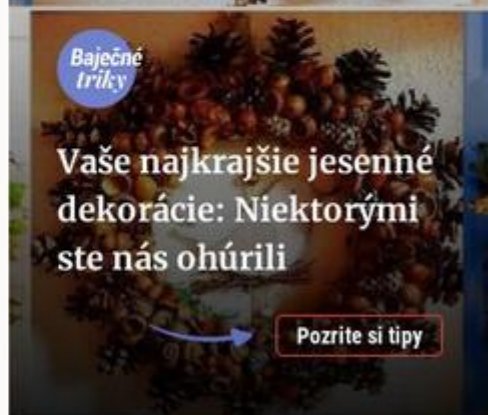 Baječné
triky
Vaše najkrajšie jesenné
dekorácie: Niektorými
ste nás ohúrili
Pozrite si tipy